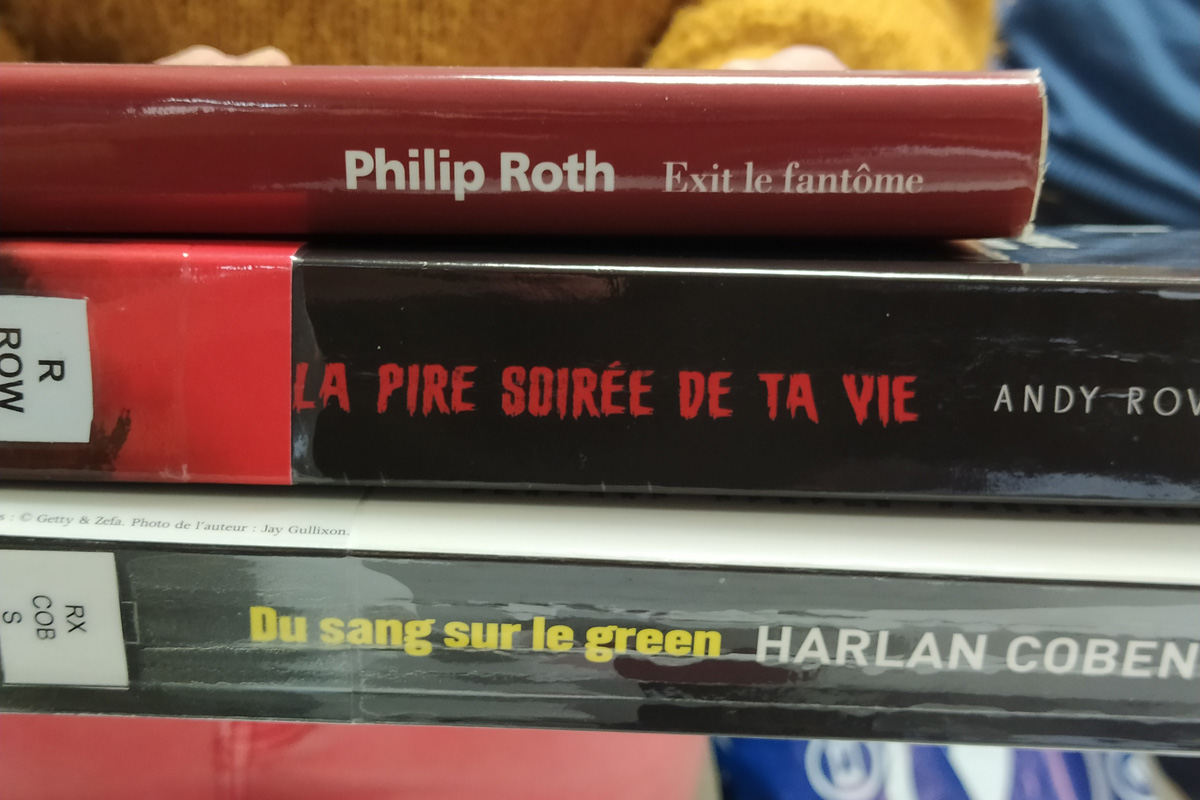 Philip Roth Exit le fantôme
R
ROW
LA PIRE SOIRÉE DE TA VIE ANDY
© Getty & Zefa. Photo de l'auteur : Jay Gullixon.
RX
COB
S
Du sang sur le green HARLAN COBEN